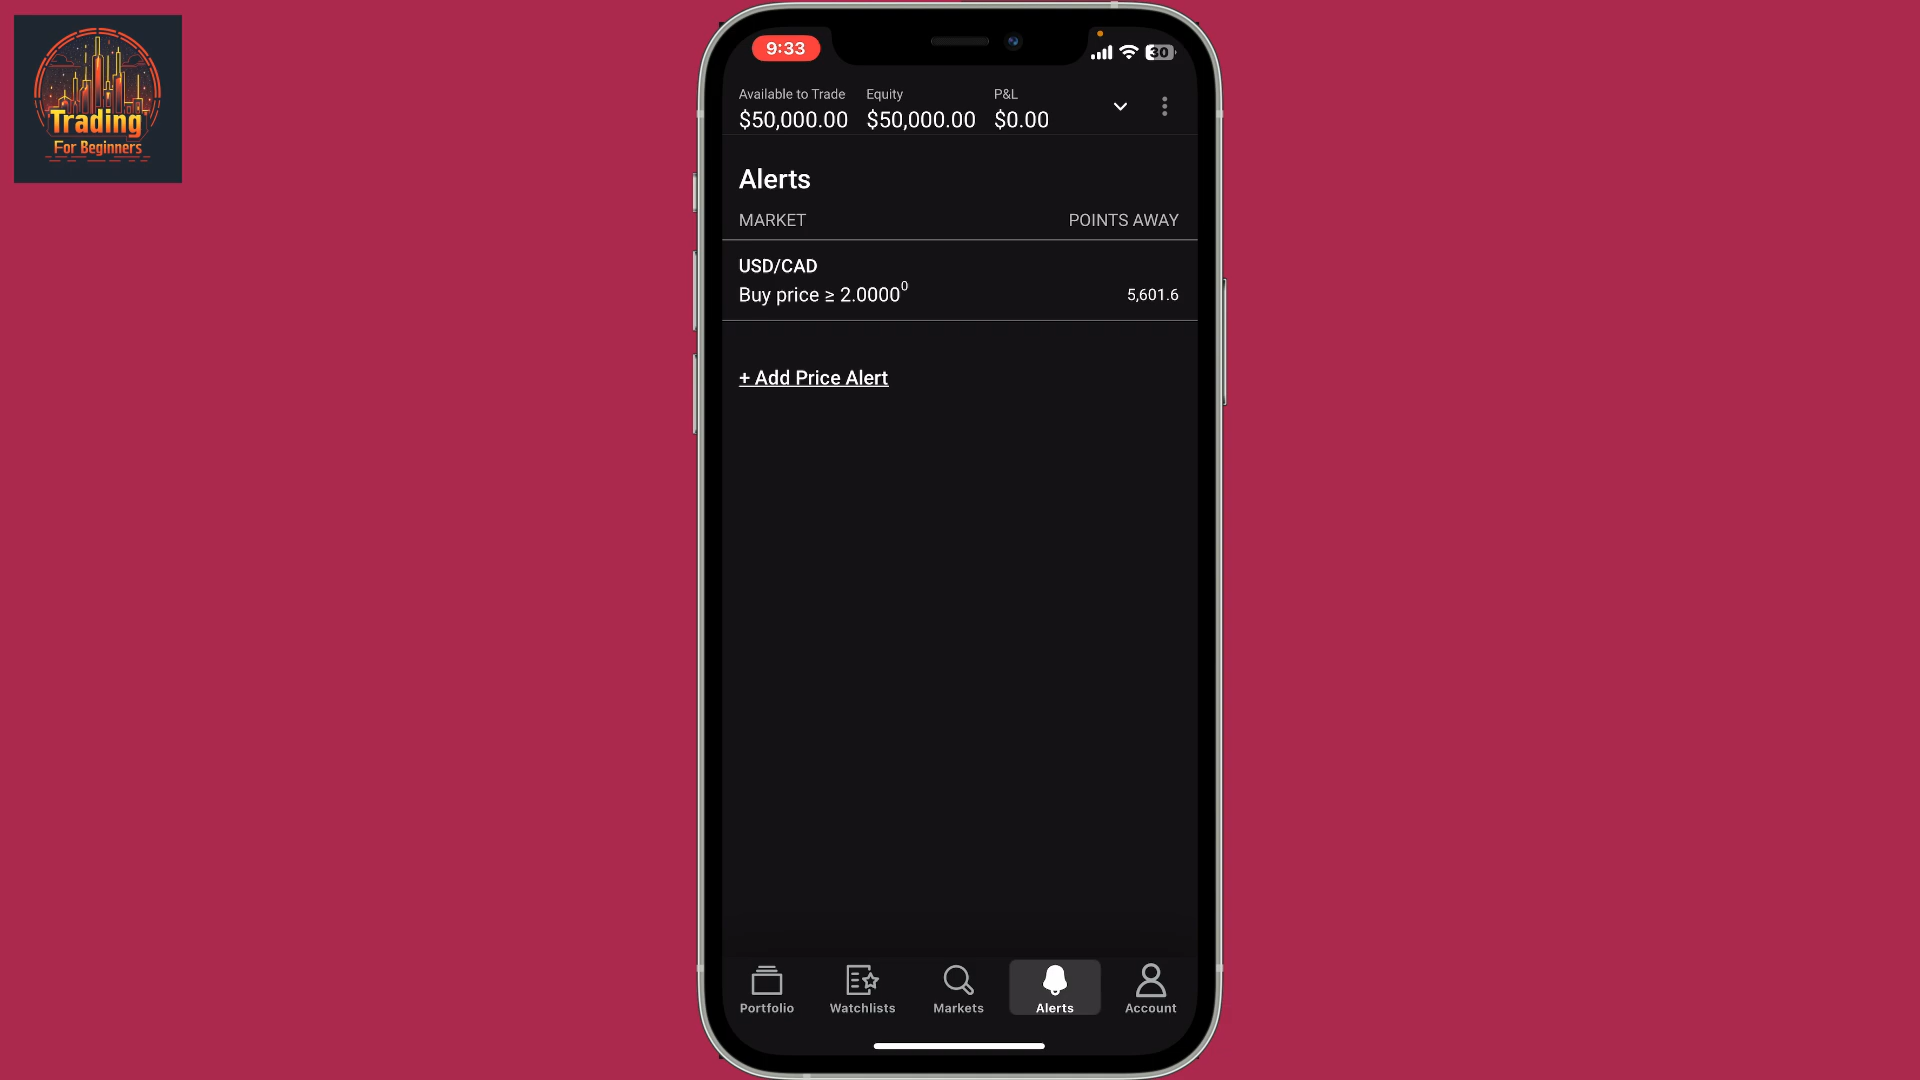 Trading
For Beginners
9:33
30
Available to Trade Equity P&L
$50,000.00 $50,000.00 $0.00
Alerts
MARKET POINTS AWAY
USD/CAD
Buy price ≥ 2.0000⁰ 5,601.6
+ Add Price Alert
Portfolio Watchlists Markets Alerts Account